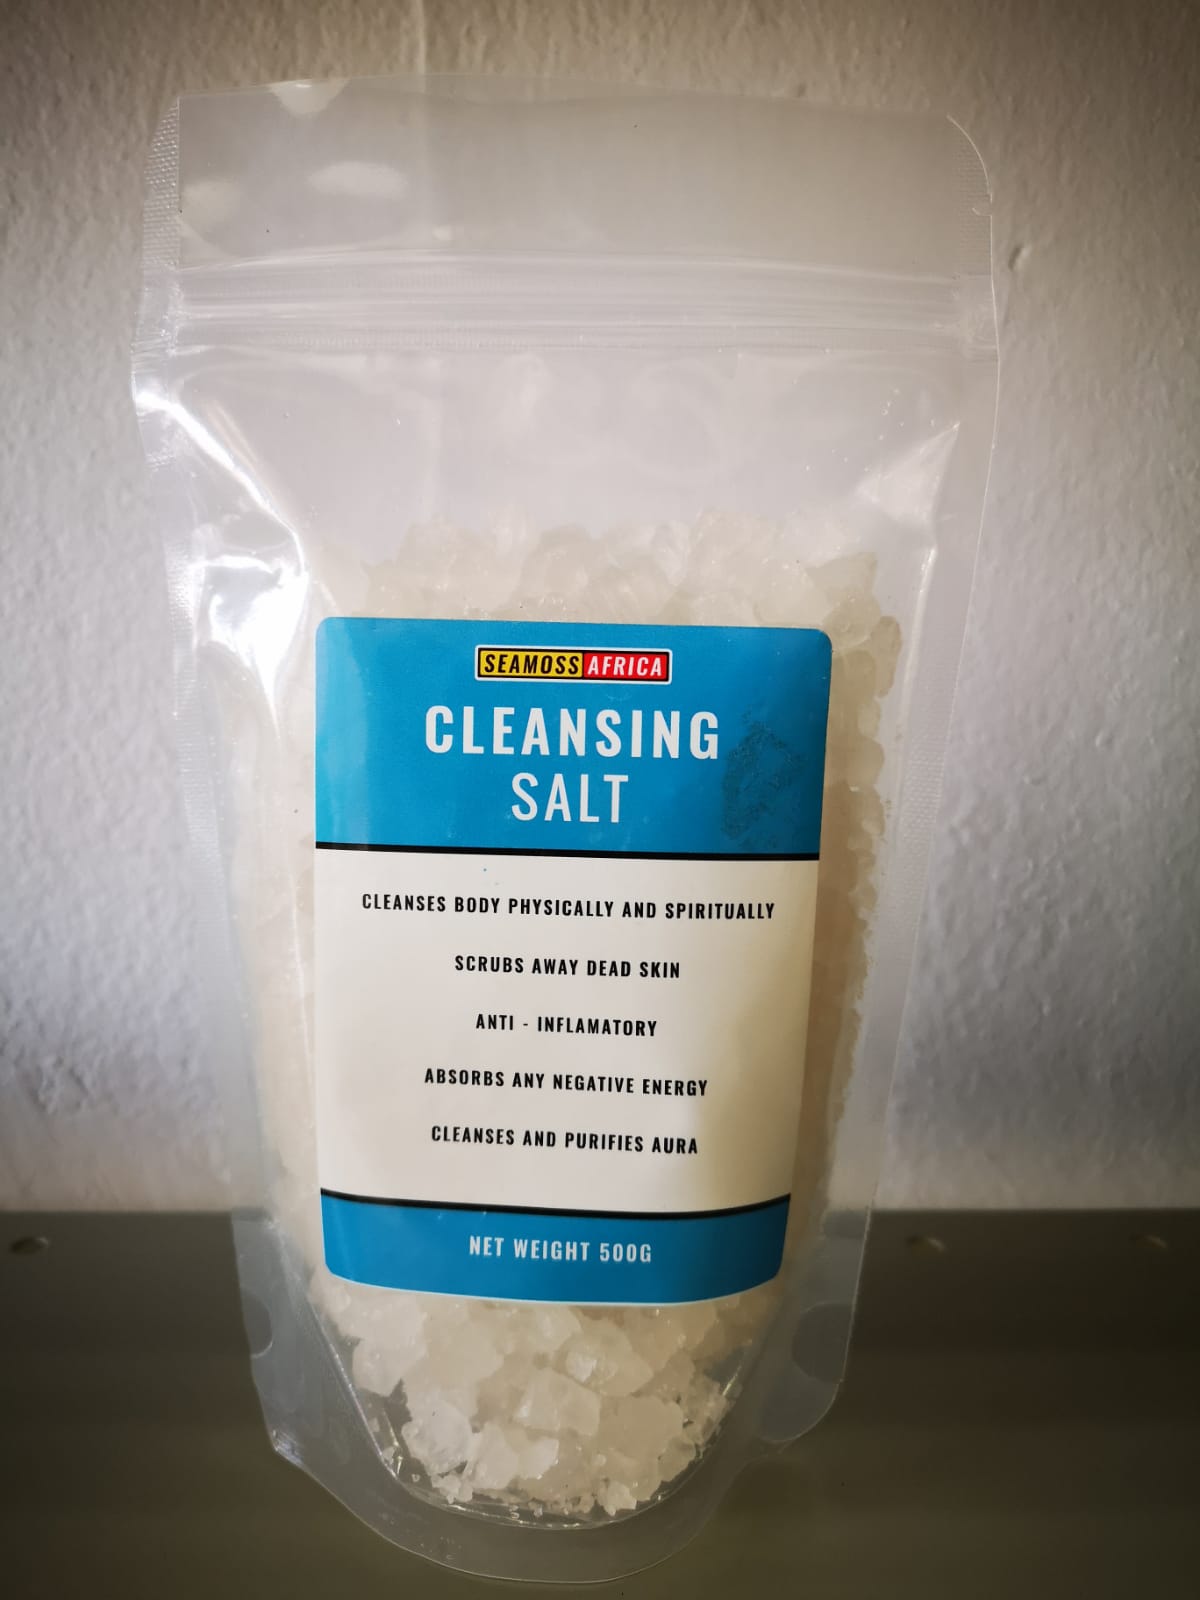 SEAMOSS AFRICA
CLEANSING
SALT
CLEANSES BODY PHYSICALLY AND SPIRITUALLY
SCRUBS AWAY DEAD SKIN
ANTI - INFLAMATORY
ABSORBS ANY NEGATIVE ENERGY
CLEANSES AND PURIFIES AURA
NET WEIGHT 500G